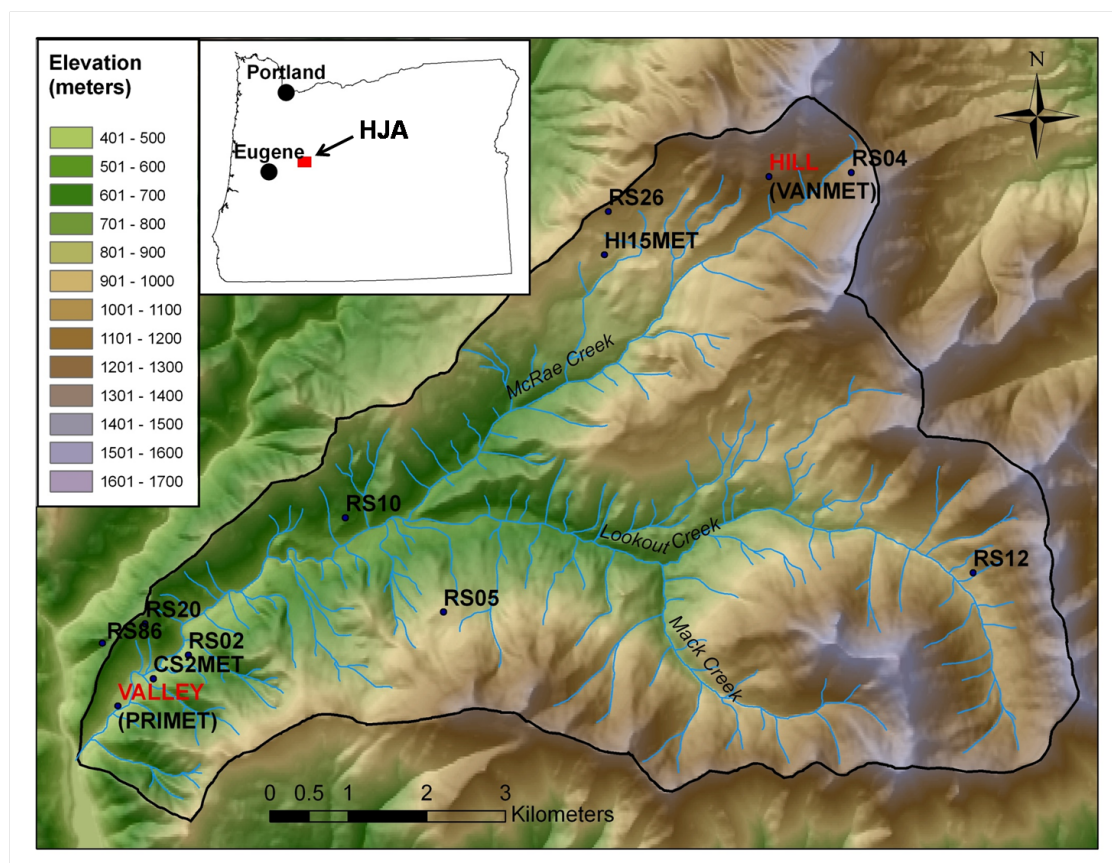 Elevation
(meters)
401 - 500
501 - 600
601 - 700
701 - 800
801 - 900
901 - 1000
1001 - 1100
1101 - 1200
1201 - 1300
1301 - 1400
1401 - 1500
1501 - 1600
1601 - 1700
Portland
HJA
Eugene
N
HILL
(VANMET)
RS04
RS26
HI15MET
McRae Creek
RS10
Lookout Creek
RS12
RS05
RS20
RS86
RS02
CS2MET
Mack Creek
VALLEY
(PRIMET)
0 0.5 1 2 3
Kilometers